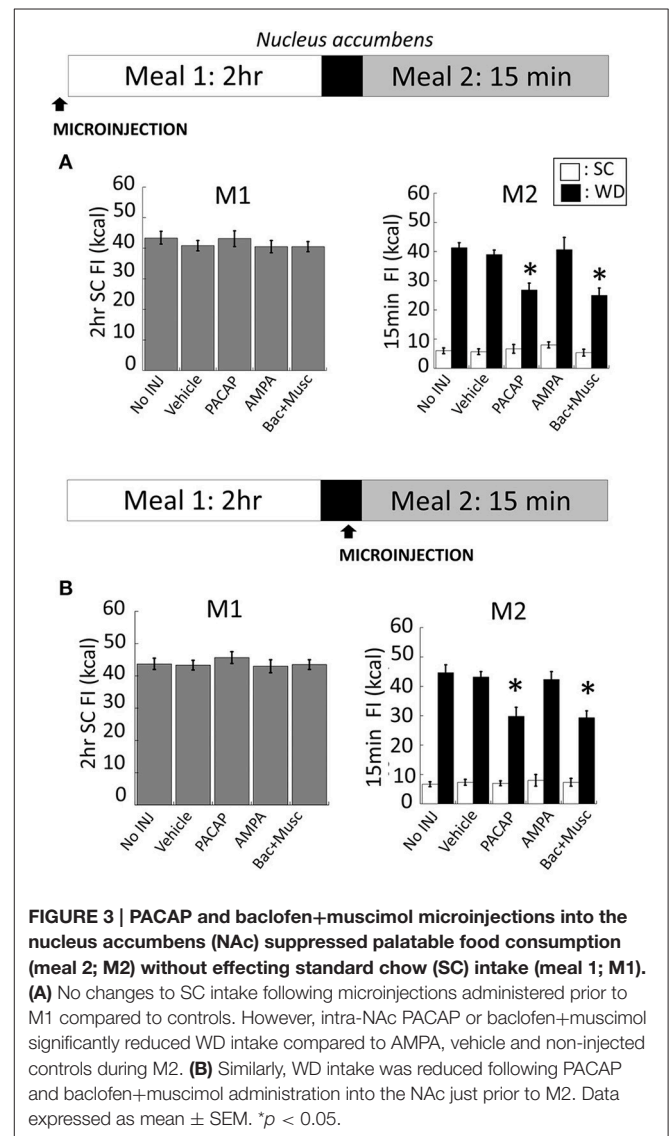 Nucleus accumbens
Meal 1: 2hr
Meal 2: 15 min
MICROINJECTION
A
M1
2hr SC FI (kcal)
60
50
40
30
20
10
0
No INJ
Vehicle
PACAP
AMPA
Bac+Musc
M2
: SC
: WD
15min FI (kcal)
60
50
40
30
20
10
0
*
*
No INJ
Vehicle
PACAP
AMPA
Bac+Musc
Meal 1: 2hr
Meal 2: 15 min
MICROINJECTION
B
M1
2hr SC FI (kcal)
60
50
40
30
20
10
0
No INJ
Vehicle
PACAP
AMPA
Bac+Musc
M2
15min FI (kcal)
60
50
40
30
20
10
0
*
*
No INJ
Vehicle
PACAP
AMPA
Bac+Musc
FIGURE 3 | PACAP and baclofen+muscimol microinjections into the
nucleus accumbens (NAc) suppressed palatable food consumption
(meal 2; M2) without effecting standard chow (SC) intake (meal 1; M1).
(A) No changes to SC intake following microinjections administered prior to
M1 compared to controls. However, intra-NAc PACAP or baclofen+muscimol
significantly reduced WD intake compared to AMPA, vehicle and non-injected
controls during M2. (B) Similarly, WD intake was reduced following PACAP
and baclofen+muscimol administration into the NAc just prior to M2. Data
expressed as mean ± SEM. *p < 0.05.